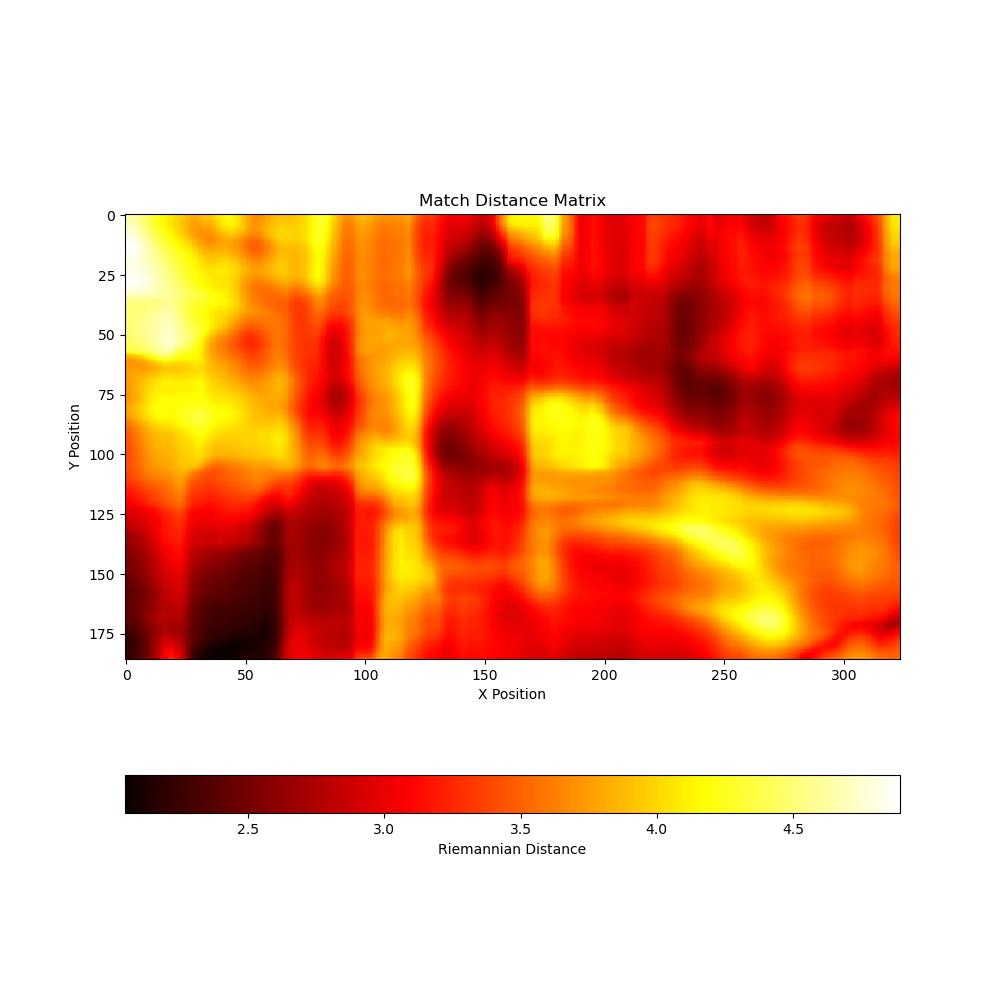 Match Distance Matrix
0
25
50
75
100
125
150
175
Y Position
0 50 100 150 200 250 300
X Position
2.5 3.0 3.5 4.0 4.5
Riemannian Distance